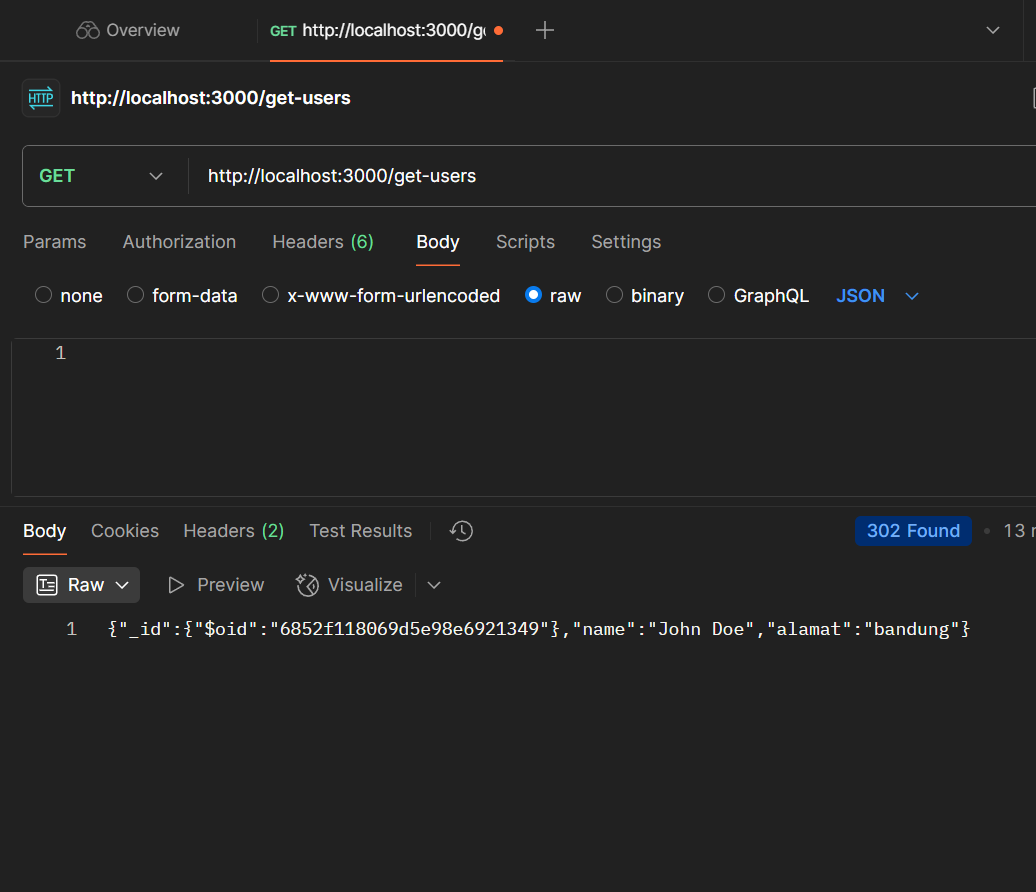 Overview
GET http://localhost:3000/g
HTTP http://localhost:3000/get-users
GET http://localhost:3000/get-users
Params Authorization Headers (6) Body Scripts Settings
none form-data x-www-form-urlencoded raw binary GraphQL JSON
1
Body Cookies Headers (2) Test Results 302 Found 13
Raw Preview Visualize
1 {"_id":{"$oid":"6852f118069d5e98e6921349"},"name":"John Doe","alamat":"bandung"}